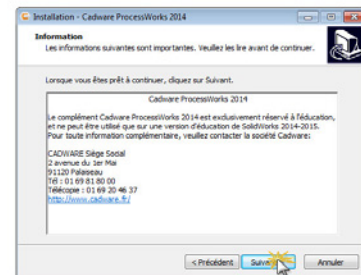 Installation - Cadware ProcessWorks 2014
Information
Les informations suivantes sont importantes. Veuillez les lire avant de continuer.
Lorsque vous êtes prêt à continuer, cliquez sur Suivant.
Cadware ProcessWorks 2014
Le complément Cadware ProcessWorks 2014 est exclusivement réservé à l'éducation,
et ne peut être utilisé que sur une version d'éducation de SolidWorks 2014-2015.
Pour toute information complémentaire, veuillez contacter la société Cadware:
CADWARE Siège Social
2 avenue du 1er Mai
91120 Palaiseau
Tél : 01 69 81 80 00
Télécopie : 01 69 20 46 37
http://www.cadware.fr/
< Précédent
Annuler